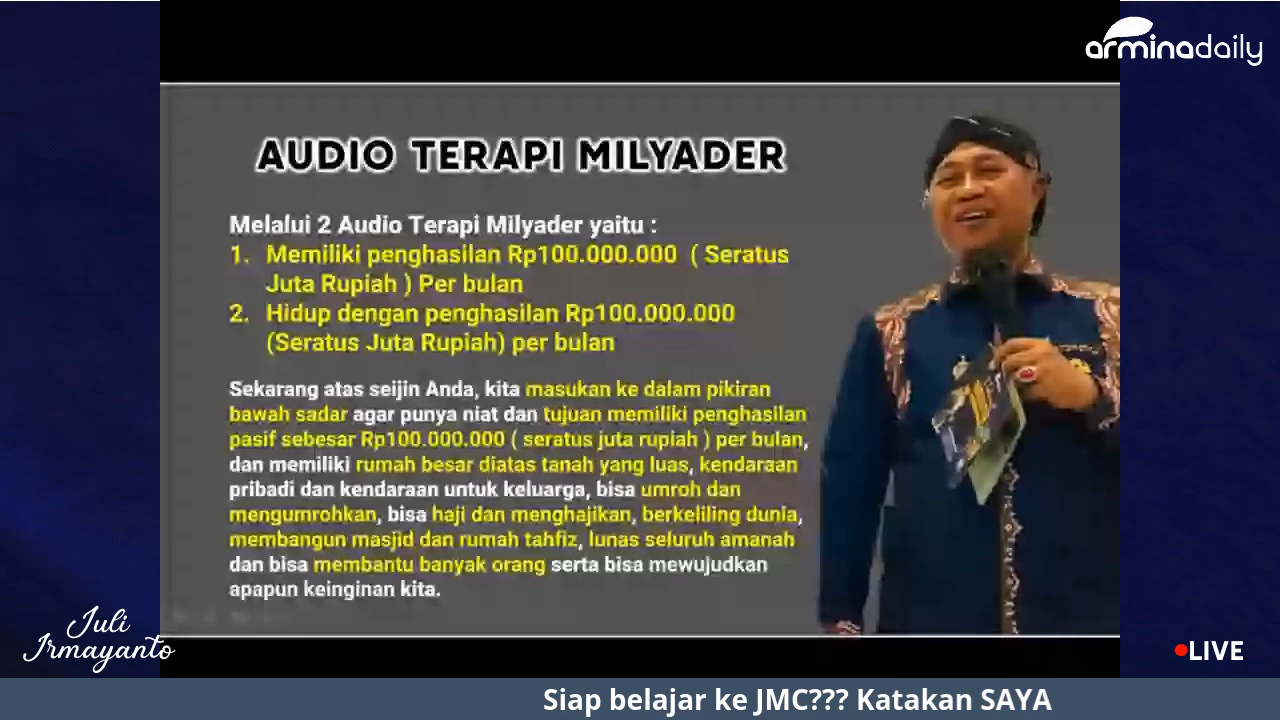 arminadaily
AUDIO TERAPI MILYADER
Melalui 2 Audio Terapi Milyader yaitu :
1. Memiliki penghasilan Rp100.000.000 ( Seratus
Juta Rupiah ) Per bulan
2. Hidup dengan penghasilan Rp100.000.000
(Seratus Juta Rupiah) per bulan
Sekarang atas seijin Anda, kita masukan ke dalam pikiran
bawah sadar agar punya niat dan tujuan memiliki penghasilan
pasif sebesar Rp100.000.000 ( seratus juta rupiah ) per bulan,
dan memiliki rumah besar diatas tanah yang luas, kendaraan
pribadi dan kendaraan untuk keluarga, bisa umroh dan
mengumrohkan, bisa haji dan menghajikan, berkeliling dunia,
membangun masjid dan rumah tahfiz, lunas seluruh amanah
dan bisa membantu banyak orang serta bisa mewujudkan
apapun keinginan kita.
Juli
Irmayanto
LIVE
Siap belajar ke JMC??? Katakan SAYA